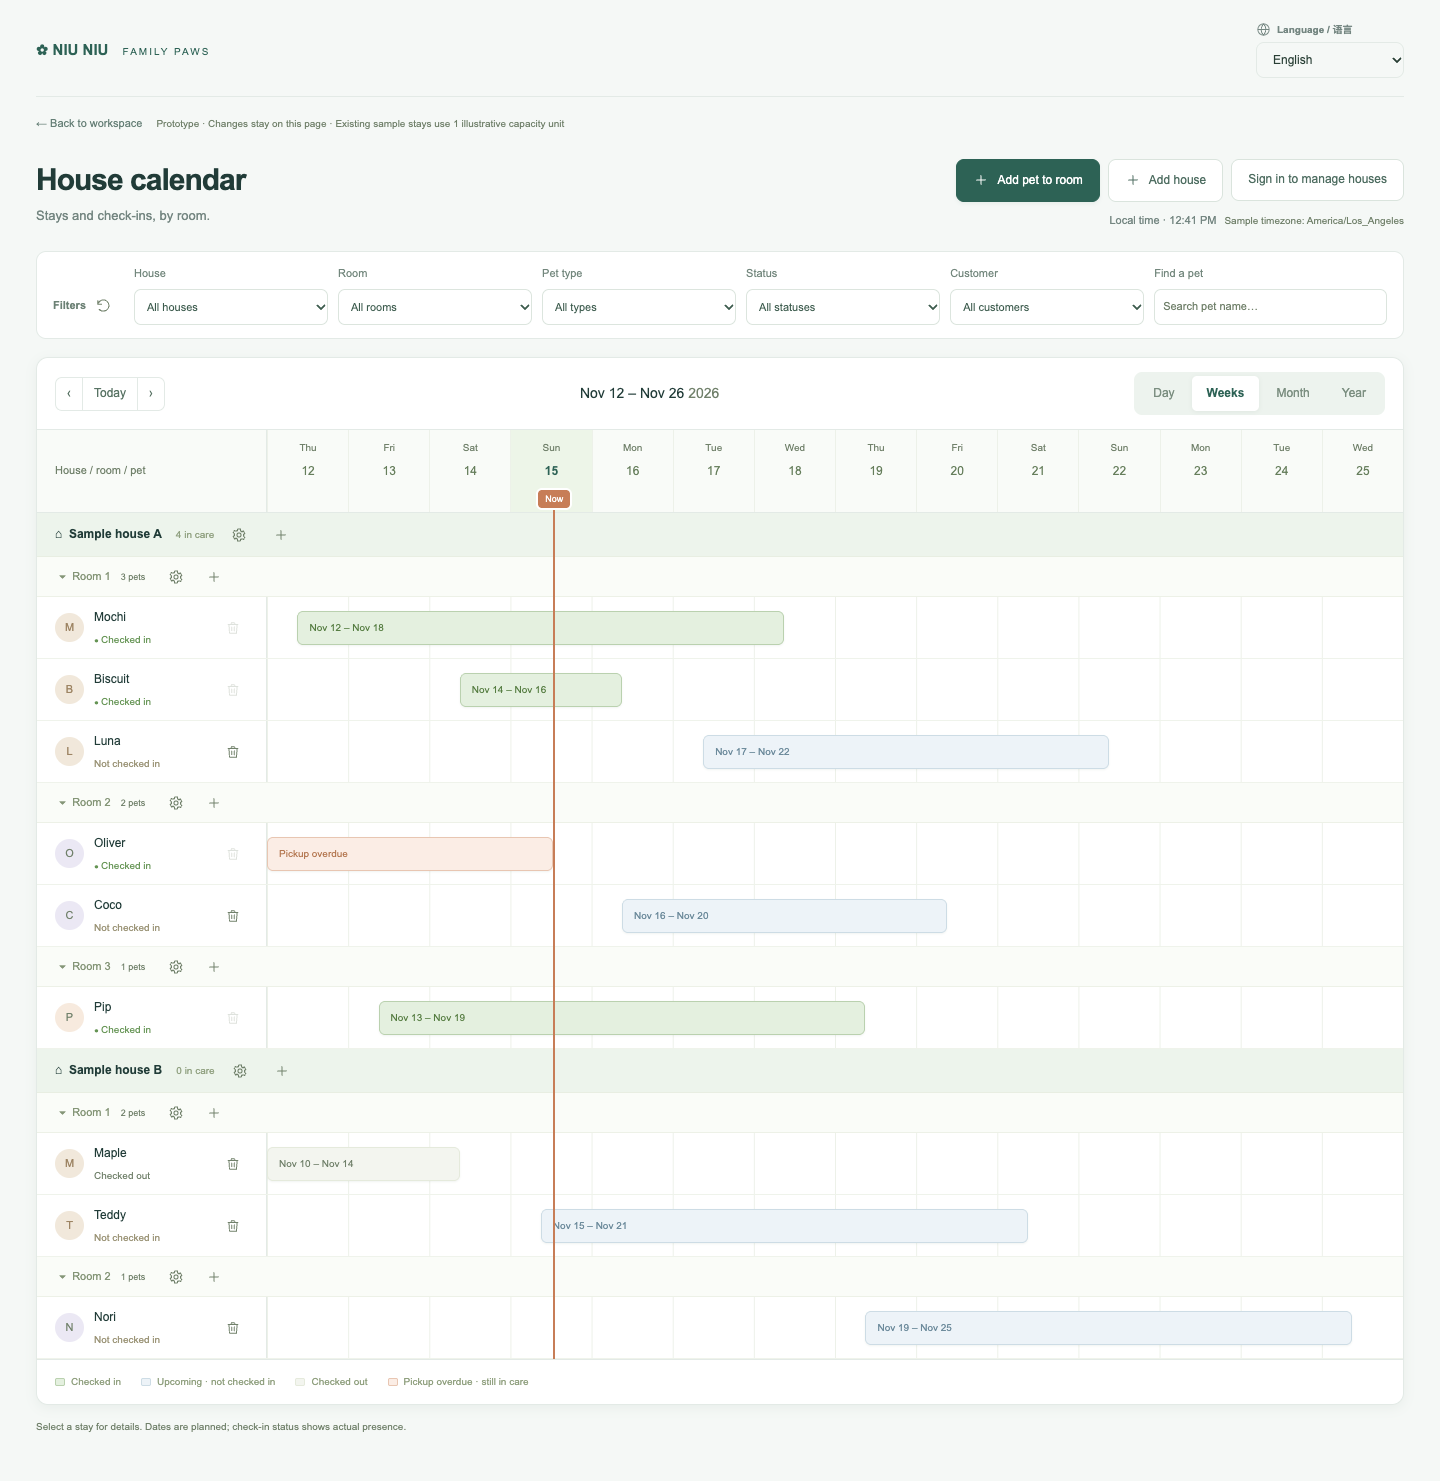 ✿ NIU NIU FAMILY PAWS
Language / 语言
English
← Back to workspace Prototype · Changes stay on this page · Existing sample stays use 1 illustrative capacity unit
House calendar
Stays and check-ins, by room.
+ Add pet to room
+ Add house
Sign in to manage houses
Local time · 12:41 PM Sample timezone: America/Los_Angeles
Filters
House Room Pet type Status Customer Find a pet
All houses All rooms All types All statuses All customers Search pet name…
‹ Today ›
Nov 12 – Nov 26 2026
Day Weeks Month Year
House / room / pet
Thu Fri Sat Sun Mon Tue Wed Thu Fri Sat Sun Mon Tue Wed
12 13 14 15 16 17 18 19 20 21 22 23 24 25
Now
⌂ Sample house A 4 in care +
Room 1 3 pets +
M Mochi
• Checked in
Nov 12 – Nov 18
B Biscuit
• Checked in
Nov 14 – Nov 16
L Luna
Not checked in
Nov 17 – Nov 22
Room 2 2 pets +
O Oliver
• Checked in
Pickup overdue
C Coco
Not checked in
Nov 16 – Nov 20
Room 3 1 pets +
P Pip
• Checked in
Nov 13 – Nov 19
⌂ Sample house B 0 in care +
Room 1 2 pets +
M Maple
Checked out
Nov 10 – Nov 14
T Teddy
Not checked in
Nov 15 – Nov 21
Room 2 1 pets +
N Nori
Not checked in
Nov 19 – Nov 25
Checked in Upcoming · not checked in Checked out Pickup overdue · still in care
Select a stay for details. Dates are planned; check-in status shows actual presence.